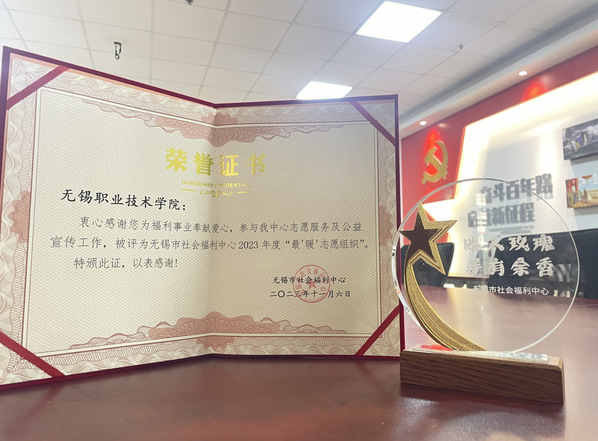 荣誉证书
无锡职业技术学院：
衷心感谢您为福利事业奉献爱心，参与我中心志愿服务及公益
宣传工作，被评为无锡市社会福利中心2023年度“最‘暖’志愿组织”。
特颁此证，以表感谢！
无锡市社会福利中心
二〇二三年十一月六日
玫瑰
有余香
无锡市社会福利中心